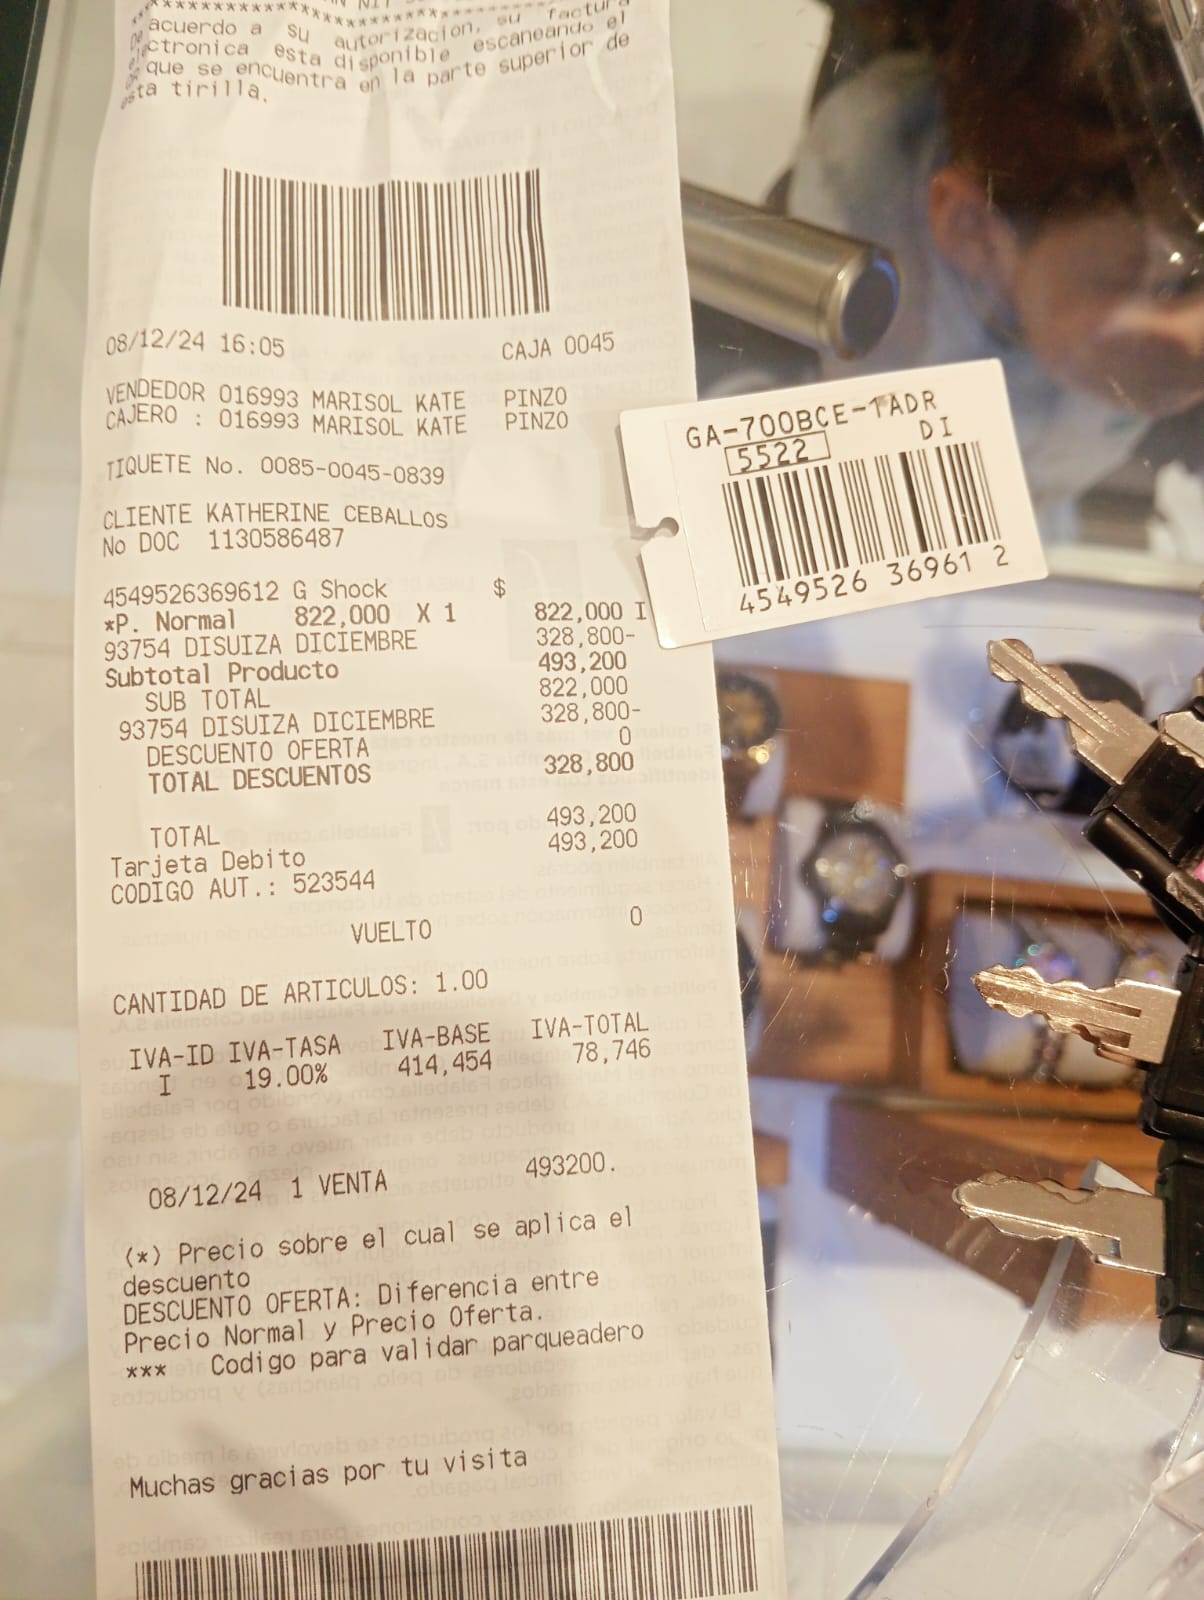 acuerdo a su autorizacion, su factura
ctronica esta disponible escaneando el
que se encuentra en la parte superior de
esta tirilla.
08/12/24 16:05 CAJA 0045
VENDEDOR 016993 MARISOL KATE PINZO
CAJERO : 016993 MARISOL KATE PINZO
TIQUETE No. 0085-0045-0839
CLIENTE KATHERINE CEBALLOS
No DOC 1130586487
4549526369612 G Shock $
*P. Normal 822,000 X 1 822,000 I
93754 DISUIZA DICIEMBRE 328,800-
Subtotal Producto 493,200
SUB TOTAL 822,000
93754 DISUIZA DICIEMBRE 328,800-
DESCUENTO OFERTA 0
TOTAL DESCUENTOS 328,800
TOTAL 493,200
Tarjeta Debito 493,200
CODIGO AUT.: 523544
VUELTO 0
CANTIDAD DE ARTICULOS: 1.00
IVA-ID IVA-TASA IVA-BASE IVA-TOTAL
I 19.00% 414,454 78,746
08/12/24 1 VENTA 493200.
(*) Precio sobre el cual se aplica el
descuento
DESCUENTO OFERTA: Diferencia entre
Precio Normal y Precio Oferta.
*** Codigo para validar parqueadero
Muchas gracias por tu visita
GA-700BCE-1ADR
DI
5522
4549526 36961 2